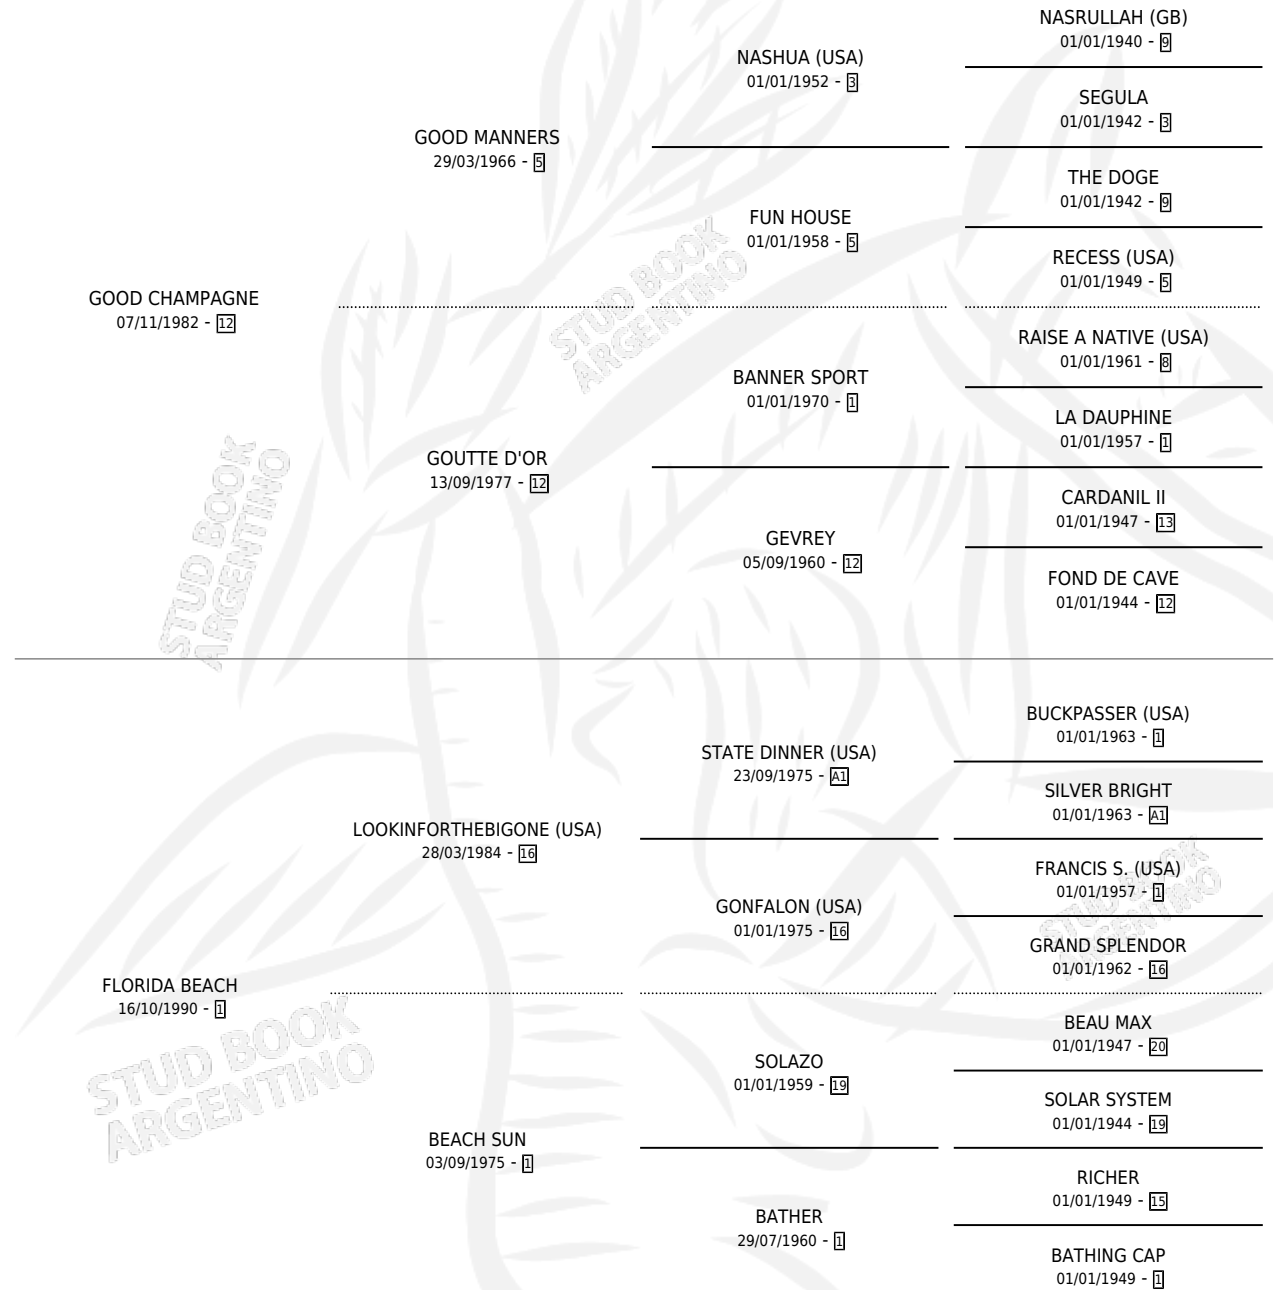 NASRULLAH (GB)
01/01/1940 - 9
NASHUA (USA)
01/01/1952 - 3
SEGULA
01/01/1942 - 3
GOOD MANNERS
29/03/1966 - 5
THE DOGE
01/01/1942 - 9
FUN HOUSE
01/01/1958 - 5
RECESS (USA)
01/01/1949 - 5
GOOD CHAMPAGNE
07/11/1982 - 12
RAISE A NATIVE (USA)
01/01/1961 - 8
BANNER SPORT
01/01/1970 - 1
LA DAUPHINE
01/01/1957 - 1
GOUTTE D'OR
13/09/1977 - 12
CARDANIL II
01/01/1947 - 13
GEVREY
05/09/1960 - 12
FOND DE CAVE
01/01/1944 - 12
BUCKPASSER (USA)
01/01/1963 - 1
STATE DINNER (USA)
23/09/1975 - A1
SILVER BRIGHT
01/01/1963 - A1
LOOKINFORTHEBIGONE (USA)
28/03/1984 - 16
FRANCIS S. (USA)
01/01/1957 - 1
GONFALON (USA)
01/01/1975 - 16
GRAND SPLENDOR
01/01/1962 - 16
FLORIDA BEACH
16/10/1990 - 1
BEAU MAX
01/01/1947 - 20
SOLAZO
01/01/1959 - 19
SOLAR SYSTEM
01/01/1944 - 19
BEACH SUN
03/09/1975 - 1
RICHER
01/01/1949 - 15
BATHER
29/07/1960 - 1
BATHING CAP
01/01/1949 - 1
STUD BOOK
ARGENTINO
STUD BOOK
ARGENTINO
STUD BOOK
ARGENTINO
STUD BOOK
ARGENTINO